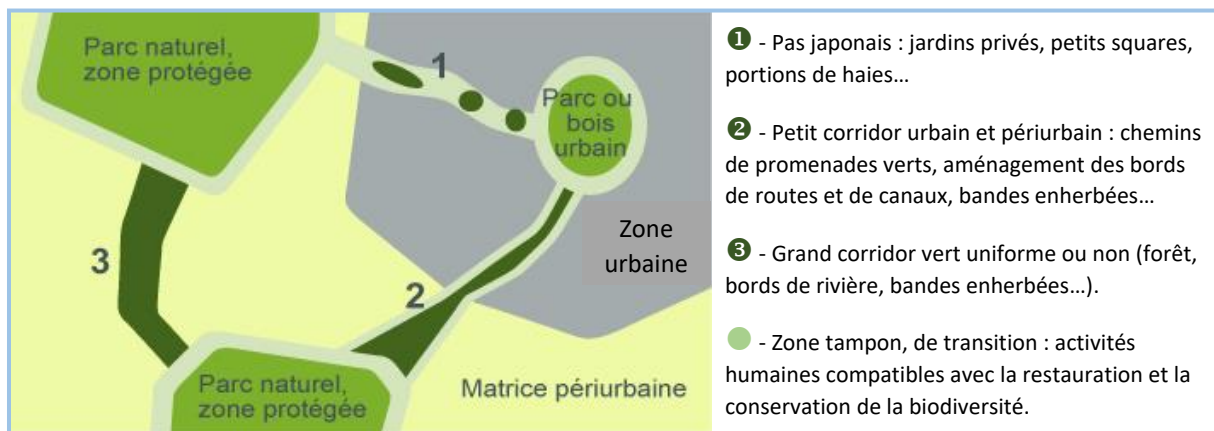 Parc naturel,
zone protégée
1
Parc ou
bois
urbain
3
Zone
urbaine
2
Parc naturel,
zone protégée
Matrice périurbaine
❶ - Pas japonais : jardins privés, petits squares,
portions de haies…
❷ - Petit corridor urbain et périurbain : chemins
de promenades verts, aménagement des bords
de routes et de canaux, bandes enherbées…
❸ - Grand corridor vert uniforme ou non (forêt,
bords de rivière, bandes enherbées…).
- Zone tampon, de transition : activités
humaines compatibles avec la restauration et la
conservation de la biodiversité.